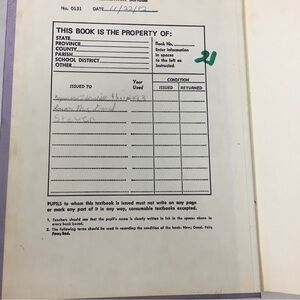 No. 0131 DATE 11/22/
THIS BOOK IS THE PROPERTY OF:
STATE
PROVINCE
COUNTY
PARISH
SCHOOL DISTRICT
OTHER
Book No.
Enter information
in spaces
to the left as
instructed.
21
ISSUED TO
Year
Used
CONDITION
ISSUED
RETURNED
Steven
PUPILS to whom this textbook is issued must not write on any page
or mark any part of it in any way, consumable textbooks excepted.
1. Teachers should see that the pupil's name is clearly written in ink in the spaces above in
every book issued.
2. The following terms should be used in recording the condition of the book: New; Good; Fair;
Poor; Bad.